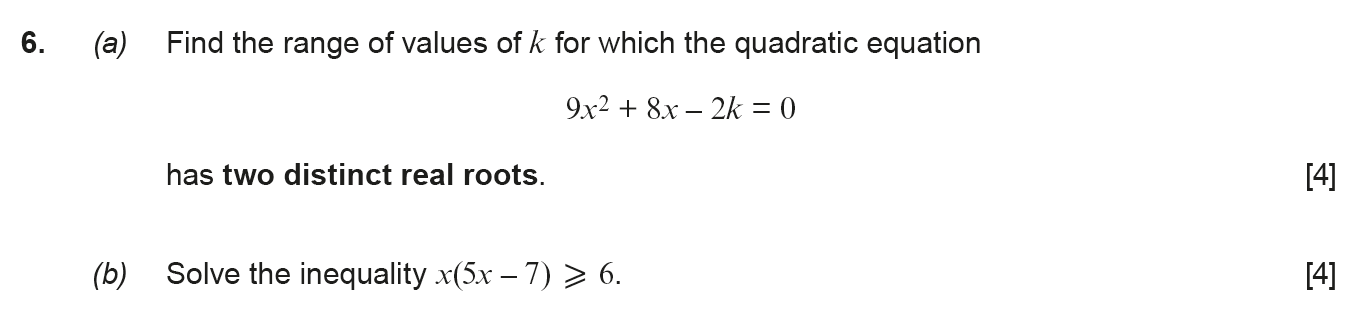 6. (a) Find the range of values of k for which the quadratic equation
9x² + 8x – 2k = 0
has two distinct real roots. [4]
(b) Solve the inequality x(5x – 7) ⩾ 6. [4]